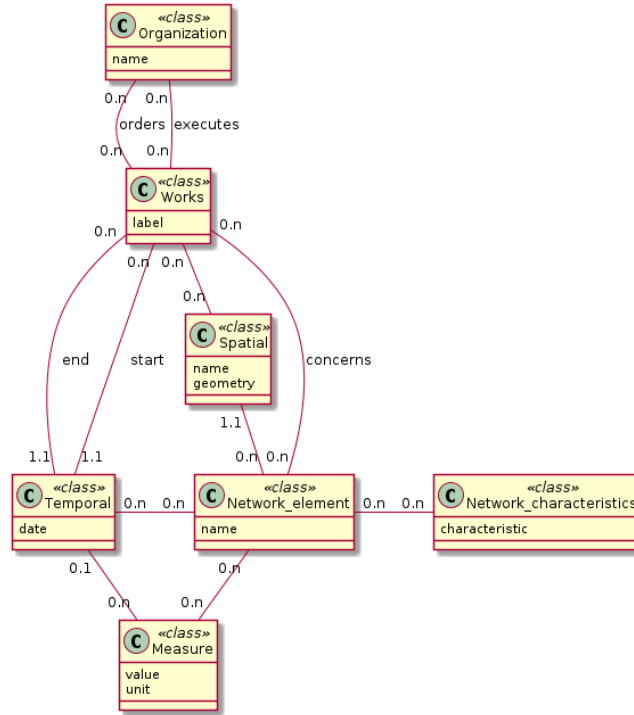 C «class»
Organization
name
0.n 0.n
orders executes
0.n 0.n
C «class»
Works
label
0.n 0.n 0.n 0.n
0.n
C «class»
Spatial
name
geometry
end start concerns
1.1
1.1 1.1 0.n 0.n
C «class»
Temporal
date
0.n 0.n
C «class»
Network_element
name
0.n 0.n
C «class»
Network_characteristics
characteristic
0.1 0.n
0.n 0.n
C «class»
Measure
value
unit